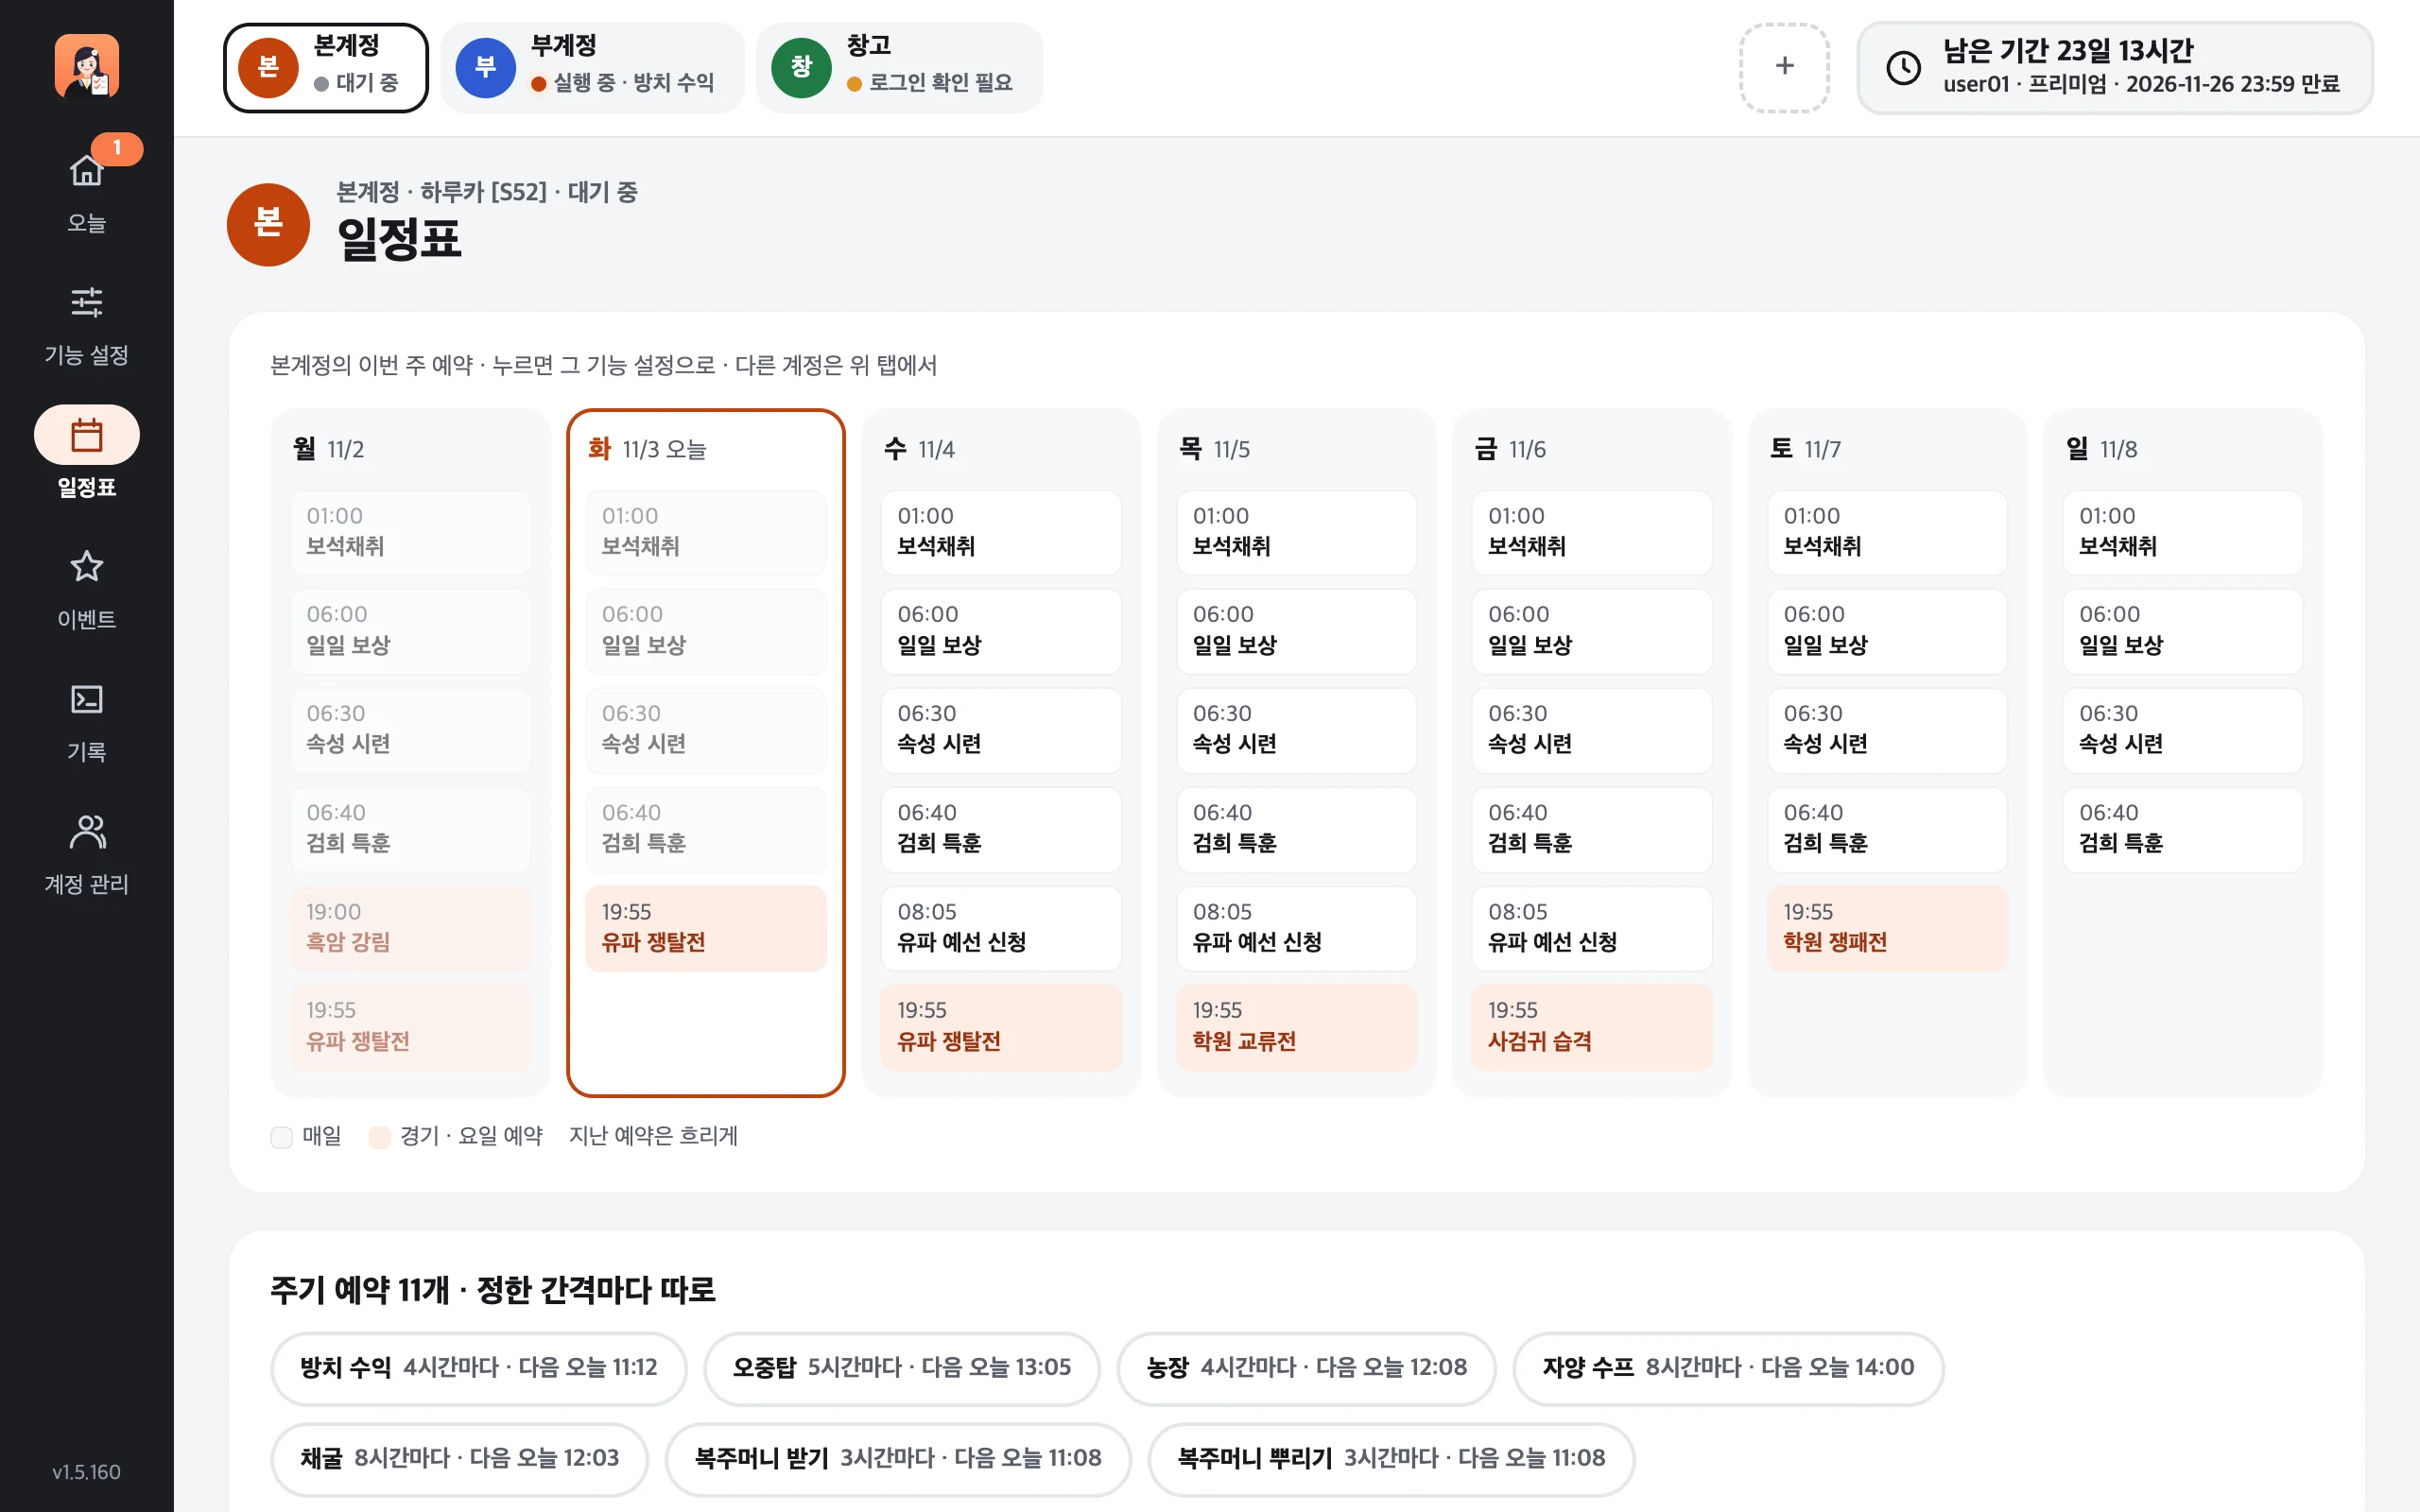 본
본계정
대기 중
부
부계정
실행 중 · 방치 수익
창
창고
로그인 확인 필요
+
남은 기간 23일 13시간
user01 · 프리미엄 · 2026-11-26 23:59 만료
1
오늘
기능 설정
일정표
이벤트
기록
계정 관리
v1.5.160
본
본계정 · 하루카 [S52] · 대기 중
일정표
본계정의 이번 주 예약 · 누르면 그 기능 설정으로 · 다른 계정은 위 탭에서
월 11/2
01:00
보석채취
06:00
일일 보상
06:30
속성 시련
06:40
검희 특훈
19:00
흑암 강림
19:55
유파 쟁탈전
화 11/3 오늘
01:00
보석채취
06:00
일일 보상
06:30
속성 시련
06:40
검희 특훈
19:55
유파 쟁탈전
수 11/4
01:00
보석채취
06:00
일일 보상
06:30
속성 시련
06:40
검희 특훈
08:05
유파 예선 신청
19:55
유파 쟁탈전
목 11/5
01:00
보석채취
06:00
일일 보상
06:30
속성 시련
06:40
검희 특훈
08:05
유파 예선 신청
19:55
학원 교류전
금 11/6
01:00
보석채취
06:00
일일 보상
06:30
속성 시련
06:40
검희 특훈
08:05
유파 예선 신청
19:55
사검귀 습격
토 11/7
01:00
보석채취
06:00
일일 보상
06:30
속성 시련
06:40
검희 특훈
19:55
학원 쟁패전
일 11/8
01:00
보석채취
06:00
일일 보상
06:30
속성 시련
06:40
검희 특훈
매일
경기 · 요일 예약
지난 예약은 흐리게
주기 예약 11개 · 정한 간격마다 따로
방치 수익 4시간마다 · 다음 오늘 11:12
오중탑 5시간마다 · 다음 오늘 13:05
농장 4시간마다 · 다음 오늘 12:08
자양 수프 8시간마다 · 다음 오늘 14:00
채굴 8시간마다 · 다음 오늘 12:03
복주머니 받기 3시간마다 · 다음 오늘 11:08
복주머니 뿌리기 3시간마다 · 다음 오늘 11:08